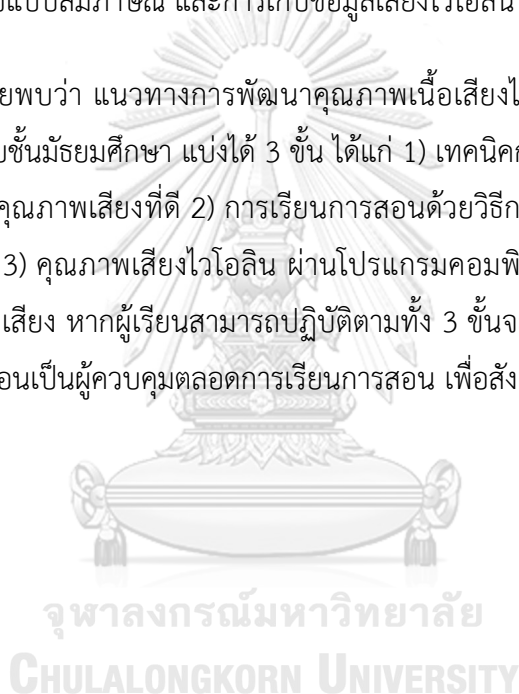 แบบสัมภาษณ์ และการเก็บข้อมูลเสียงไวโอลิน
ยพบว่า แนวทางการพัฒนาคุณภาพเนื้อเสียงไ
บชั้นมัธยมศึกษา แบ่งได้ 3 ขั้น ได้แก่ 1) เทคนิคก
คุณภาพเสียงที่ดี 2) การเรียนการสอนด้วยวิธีก
3) คุณภาพเสียงไวโอลิน ผ่านโปรแกรมคอมพิ
เสียง หากผู้เรียนสามารถปฏิบัติตามทั้ง 3 ขั้นจ
อนเป็นผู้ควบคุมตลอดการเรียนการสอน เพื่อสัง
จุฬาลงกรณ์มหาวิทยาลัย
CHULALONGKORN UNIVERSITY